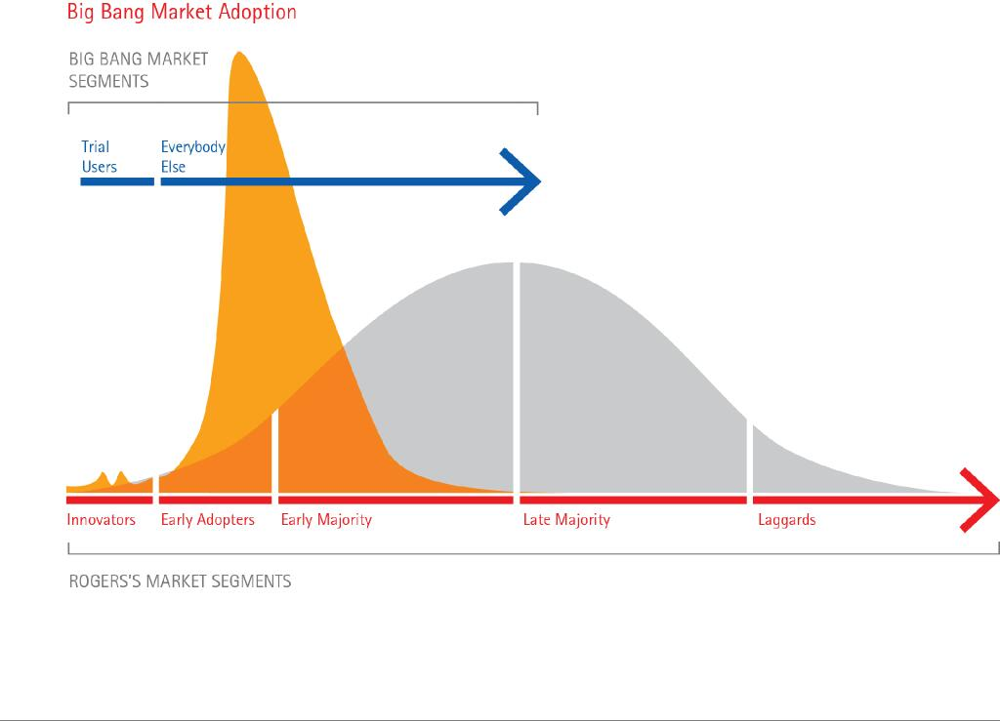 Big Bang Market Adoption
BIG BANG MARKET
SEGMENTS
Trial
Users
Everybody
Else
Innovators
Early Adopters
Early Majority
Late Majority
Laggards
ROGERS'S MARKET SEGMENTS